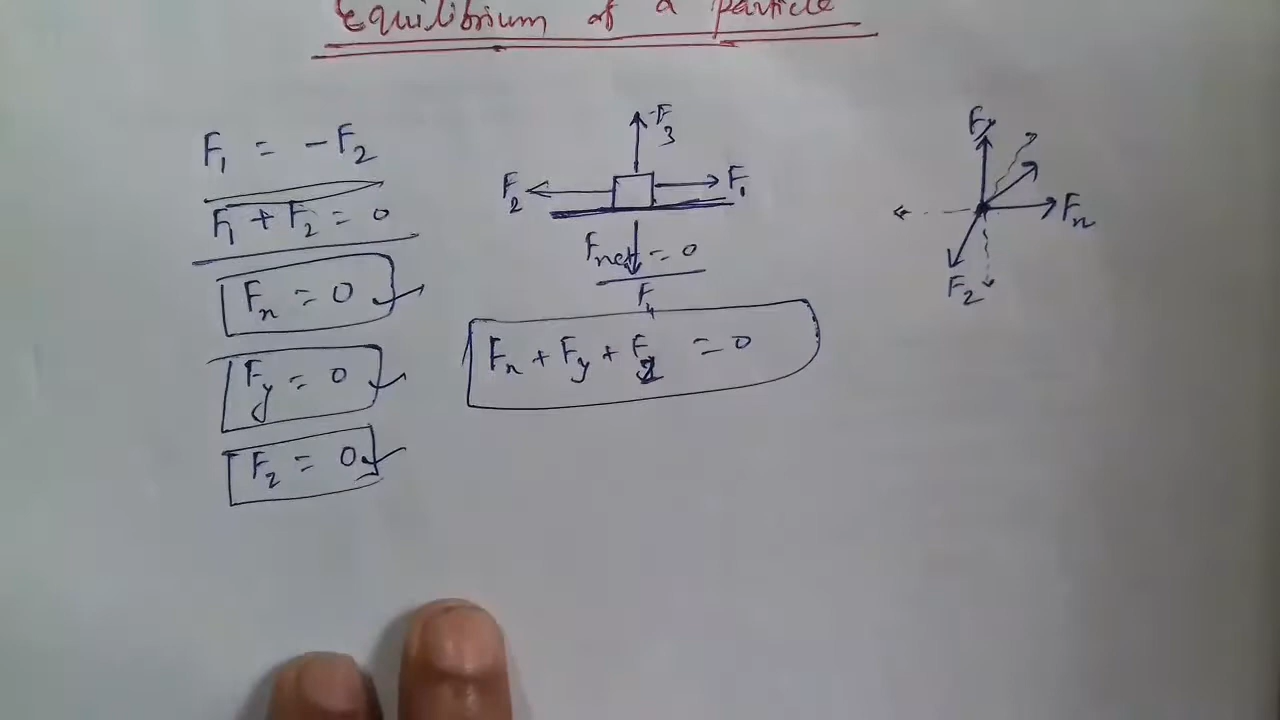 Equilibrium of a particle
F₁ = -F₂
F₁ + F₂ = 0
Fx = 0
Fy = 0
Fz = 0
F₃
F₂
F₁
Fnet = 0
F₄
Fx + Fy + Fz = 0
Fy
Fx
Fz